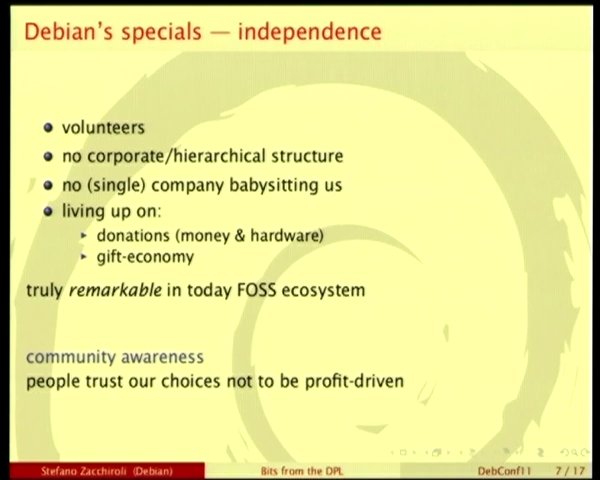 Debian's specials — independence
volunteers
no corporate/hierarchical structure
no (single) company babysitting us
living up on:
donations (money & hardware)
gift-economy
truly remarkable in today FOSS ecosystem
community awareness
people trust our choices not to be profit-driven
Stefano Zacchiroli (Debian) Bits from the DPL DebConf11 7 / 17